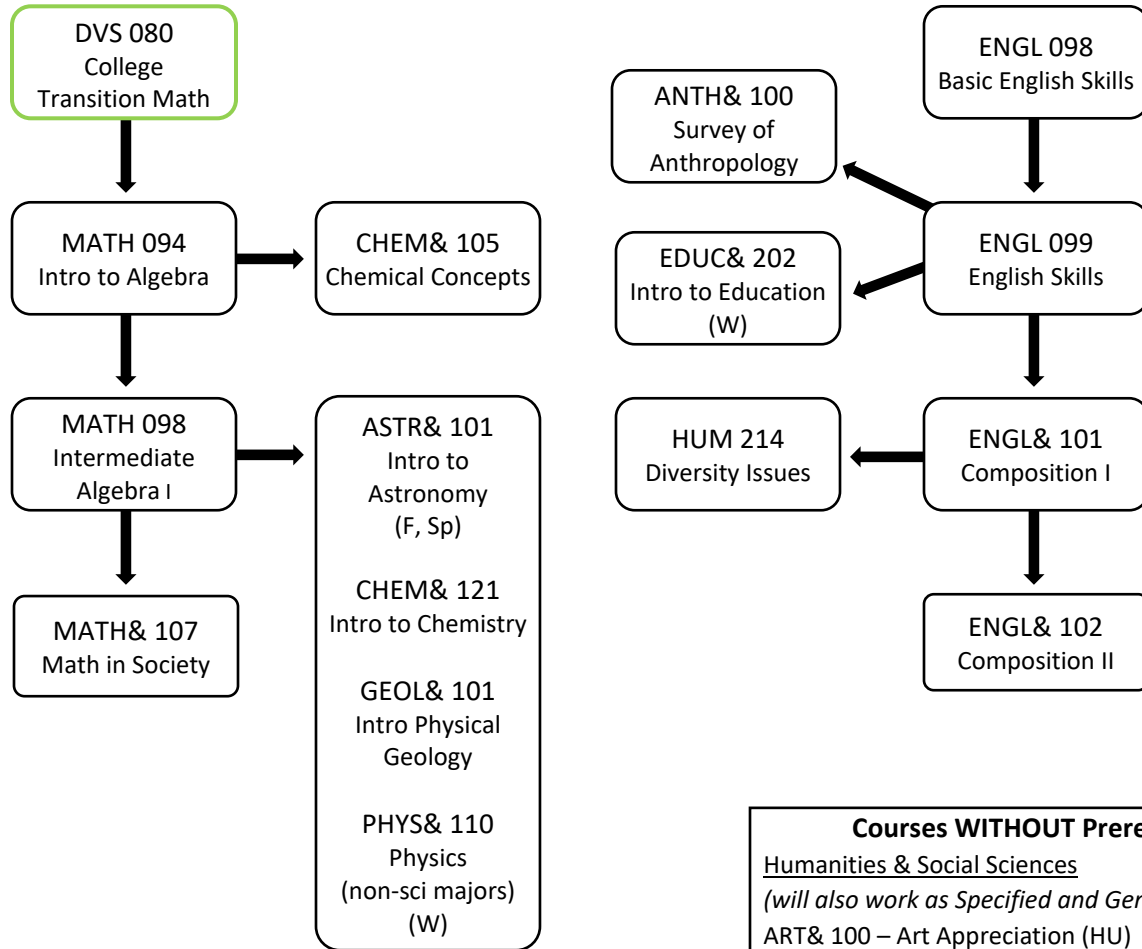 DVS 080
College
Transition Math
MATH 094
Intro to Algebra
CHEM& 105
Chemical Concepts
MATH 098
Intermediate
Algebra I
ASTR& 101
Intro to
Astronomy
(F, Sp)
CHEM& 121
Intro to Chemistry
GEOL& 101
Intro Physical
Geology
PHYS& 110
Physics
(non-sci majors)
(W)
MATH& 107
Math in Society
ENGL 098
Basic English Skills
ANTH& 100
Survey of
Anthropology
ENGL 099
English Skills
EDUC& 202
Intro to Education
(W)
HUM 214
Diversity Issues
ENGL& 101
Composition I
ENGL& 102
Composition II
Courses WITHOUT Prere
Humanities & Social Sciences
(will also work as Specified and Ger
ART& 100 – Art Appreciation (HU)